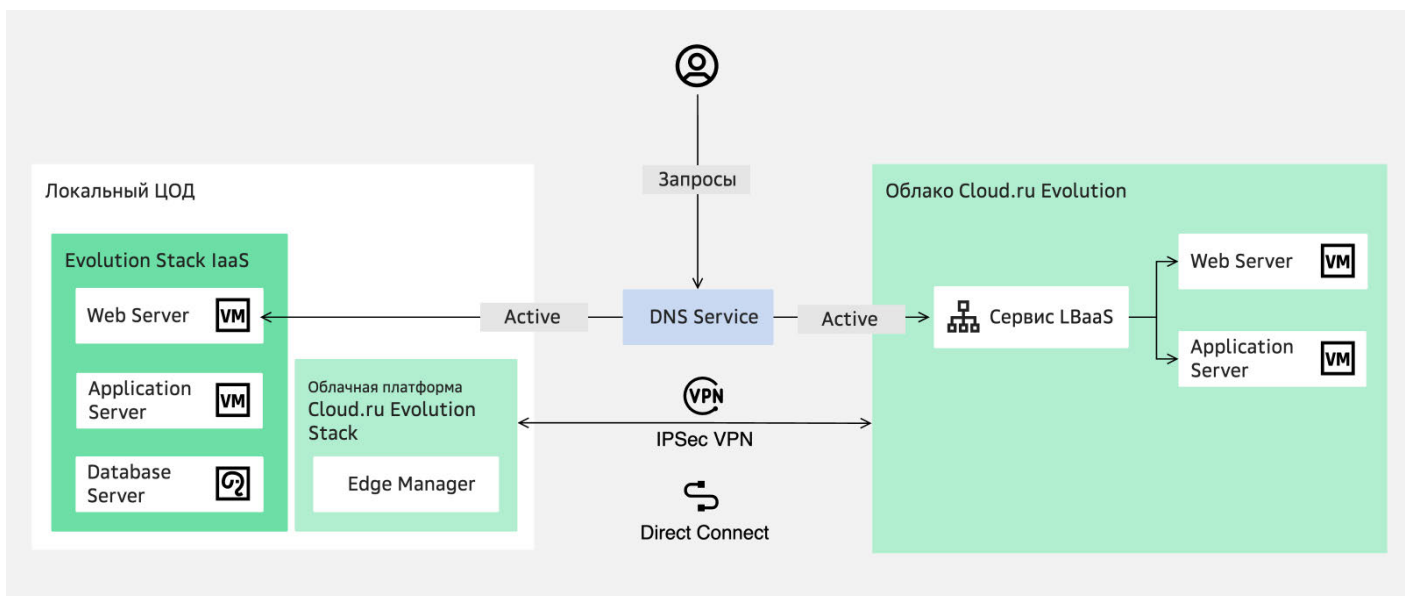 Запросы
Локальный ЦОД
Evolution Stack IaaS
Web Server
VM
Application
Server
VM
Database
Server
Облачная платформа
Cloud.ru Evolution
Stack
Edge Manager
Active
DNS Service
Active
VPN
IPSec VPN
Direct Connect
Облако Cloud.ru Evolution
Сервис LBaaS
Web Server
VM
Application
Server
VM